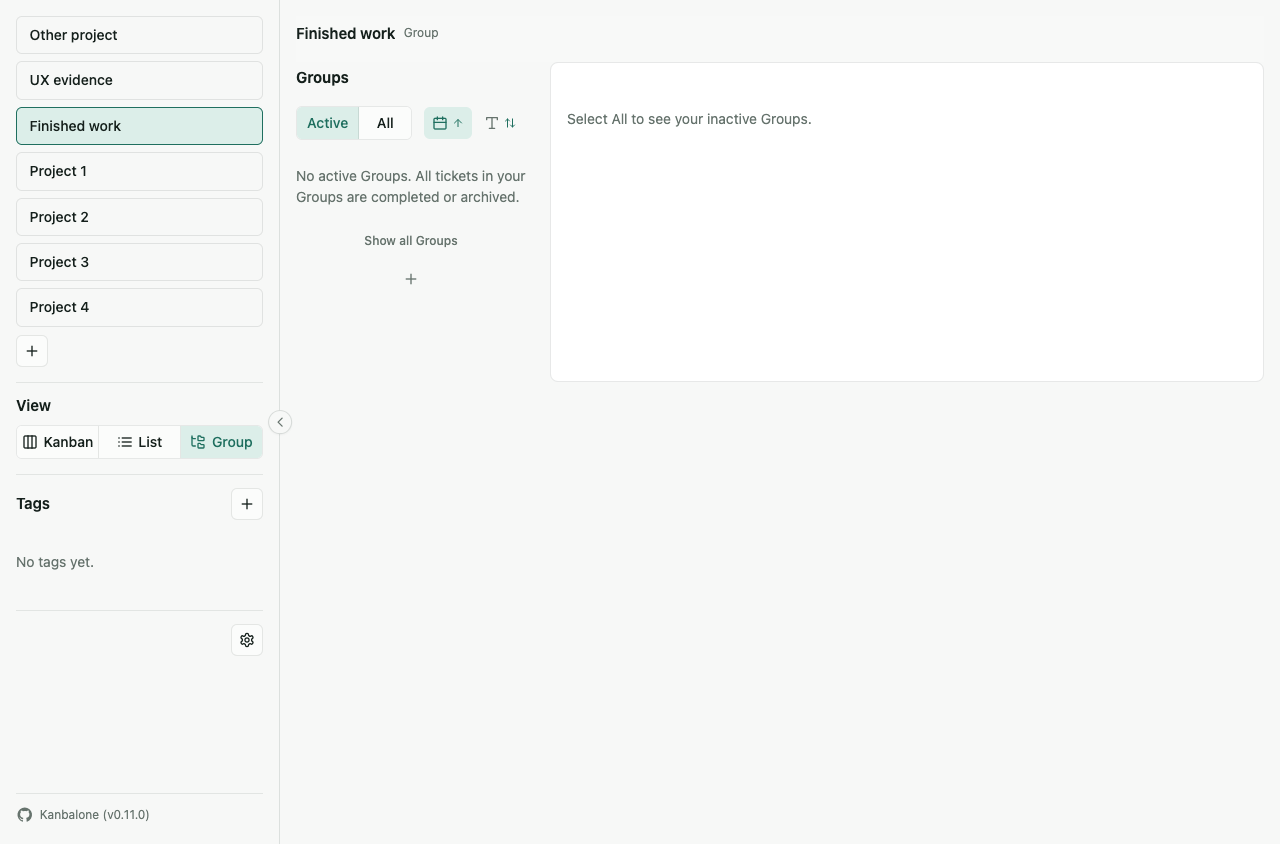 Other project
UX evidence
Finished work
Project 1
Project 2
Project 3
Project 4
View
Kanban
List
Group
Tags
No tags yet.
Kanbalone (v0.11.0)
Finished work Group
Groups
Active
All
No active Groups. All tickets in your
Groups are completed or archived.
Show all Groups
Select All to see your inactive Groups.